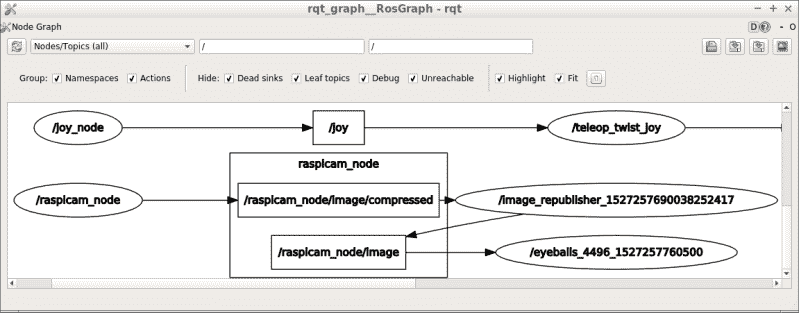 rqt_graph__RosGraph - rqt
Node Graph
D - O
Nodes/Topics (all) / /
Group: Namespaces Actions Hide: Dead sinks Leaf topics Debug Unreachable Highlight Fit
/joy_node /joy /teleop_twist_joy
raspicam_node
/raspicam_node /raspicam_node/image/compressed /image_republisher_1527257690038252417
/raspicam_node/image /eyeballs_4496_1527257760500